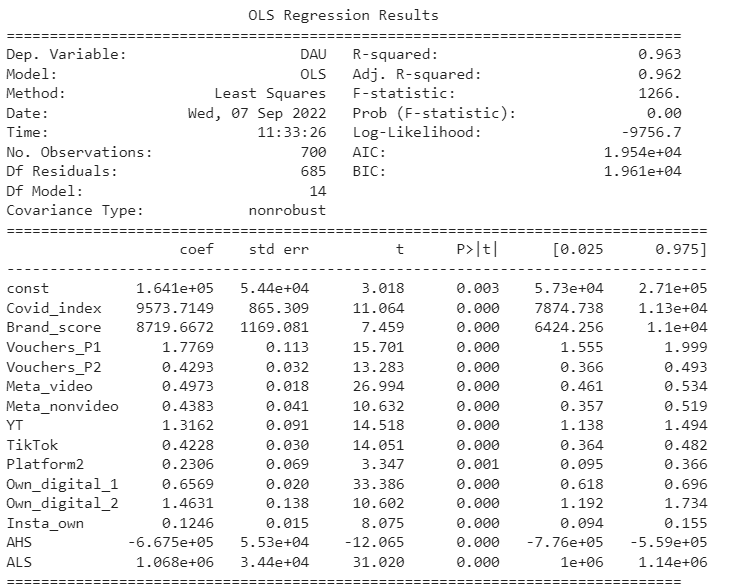 OLS Regression Results
==============================================================================
Dep. Variable:                    DAU   R-squared:                       0.963
Model:                            OLS   Adj. R-squared:                  0.962
Method:                 Least Squares   F-statistic:                     1266.
Date:                Wed, 07 Sep 2022   Prob (F-statistic):               0.00
Time:                        11:33:26   Log-Likelihood:                -9756.7
No. Observations:                 700   AIC:                         1.954e+04
Df Residuals:                     685   BIC:                         1.961e+04
Df Model:                          14
Covariance Type:            nonrobust
=================================================================================
                    coef    std err          t      P>|t|      [0.025      0.975]
---------------------------------------------------------------------------------
const          1.641e+05   5.44e+04      3.018      0.003    5.73e+04    2.71e+05
Covid_index    9573.7149    865.309     11.064      0.000    7874.738    1.13e+04
Brand_score    8719.6672   1169.081      7.459      0.000    6424.256     1.1e+04
Vouchers_P1       1.7769      0.113     15.701      0.000       1.555       1.999
Vouchers_P2       0.4293      0.032     13.283      0.000       0.366       0.493
Meta_video        0.4973      0.018     26.994      0.000       0.461       0.534
Meta_nonvideo     0.4383      0.041     10.632      0.000       0.357       0.519
YT                1.3162      0.091     14.518      0.000       1.138       1.494
TikTok            0.4228      0.030     14.051      0.000       0.364       0.482
Platform2         0.2306      0.069      3.347      0.001       0.095       0.366
Own_digital_1     0.6569      0.020     33.386      0.000       0.618       0.696
Own_digital_2     1.4631      0.138     10.602      0.000       1.192       1.734
Insta_own         0.1246      0.015      8.075      0.000       0.094       0.155
AHS           -6.675e+05   5.53e+04    -12.065      0.000   -7.76e+05   -5.59e+05
ALS            1.068e+06   3.44e+04     31.020      0.000       1e+06    1.14e+06
==============================================================================